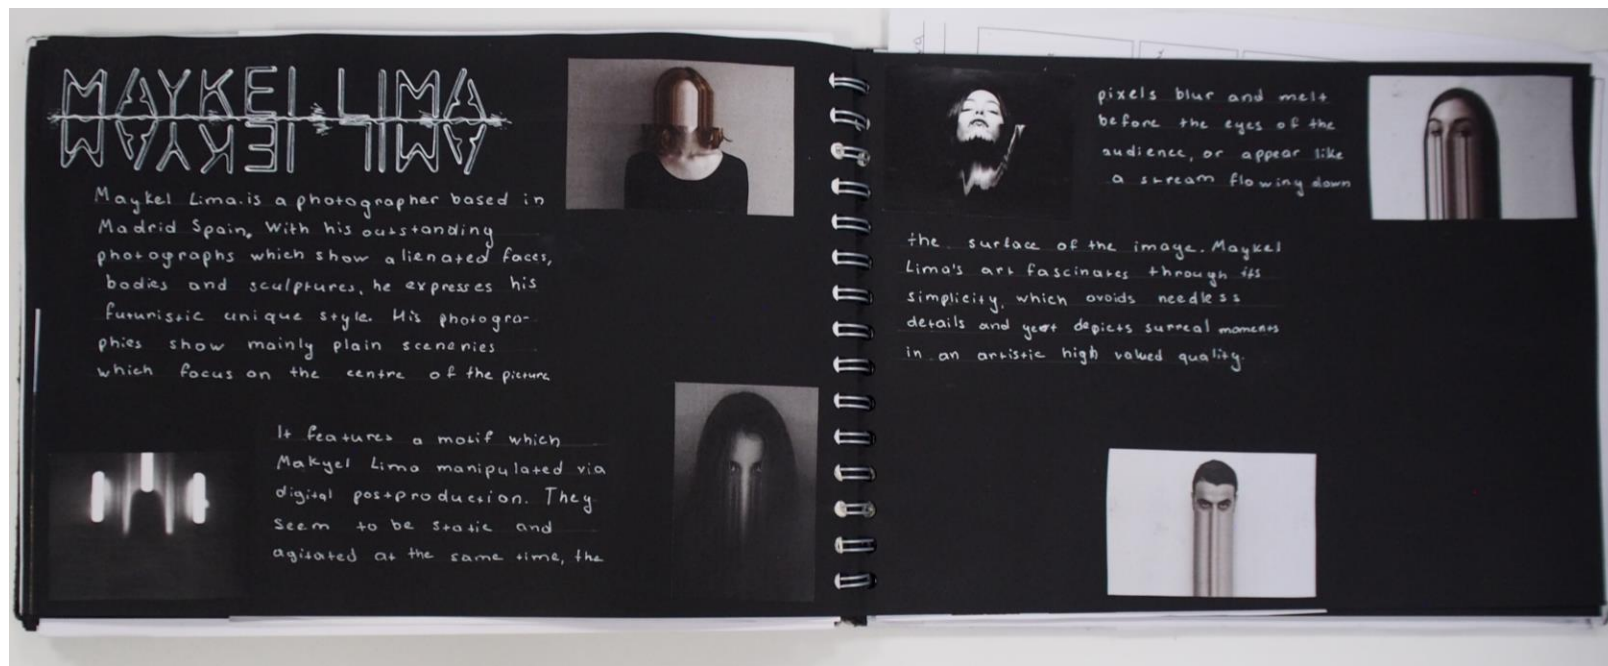 MAYKEL LIMA
Maykel Lima.is a photographer based in
Madrid Spain. With his outstanding
photographs which show alienated faces,
bodies and sculptures, he expresses his
futuristic unique style. His photogra-
phies show mainly plain sceneries
which focus on the centre of the picture
It features a motif which
Makyel Lima manipulated via
digital postproduction. They
seem to be static and
agitated at the same time, the
pixels blur and melt
before the eyes of the
audience, or appear like
a stream flowing down
the surface of the image. Maykel
Lima's art fascinates through its
simplicity, which avoids needless
details and yet depicts surreal moments
in an artistic high valued quality.